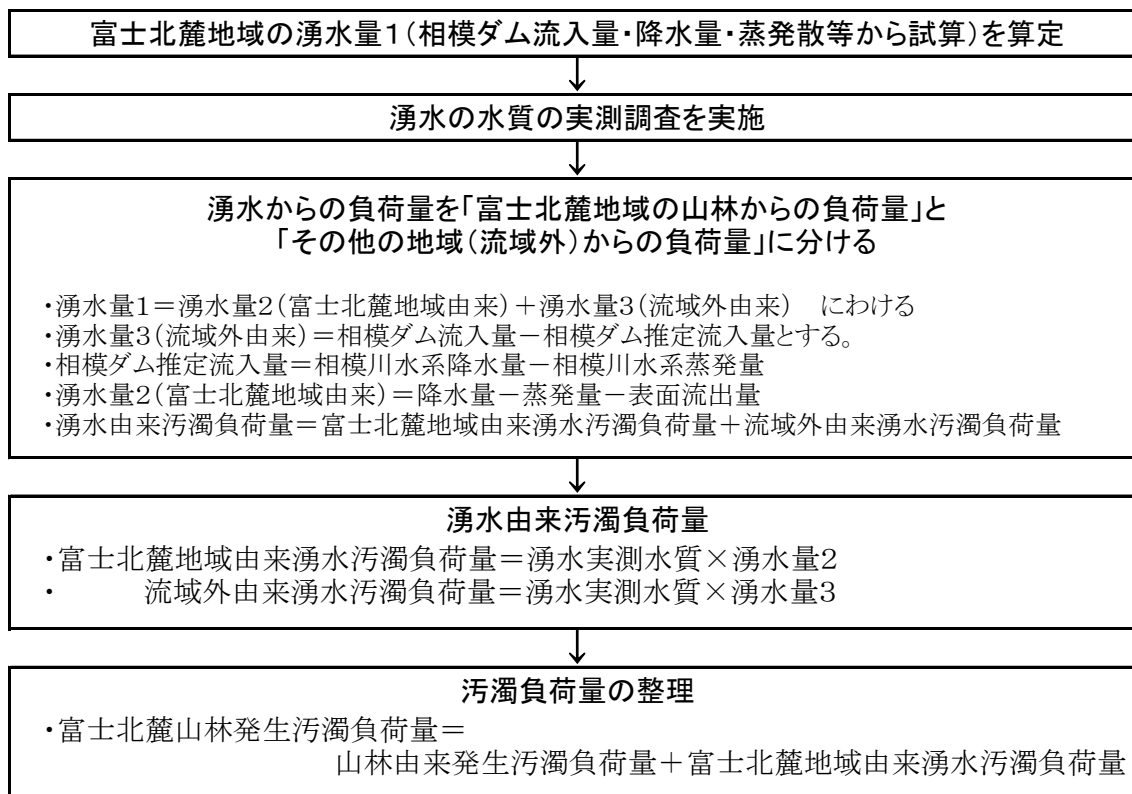 富士北麓地域の湧水量1(相模ダム流入量・降水量・蒸発散等から試算)を算定
↓
湧水の水質の実測調査を実施
↓
湧水からの負荷量を「富士北麓地域の山林からの負荷量」と
「その他の地域(流域外)からの負荷量」に分ける
・湧水量1=湧水量2(富士北麓地域由来)+湧水量3(流域外由来) にわける
・湧水量3(流域外由来)=相模ダム流入量-相模ダム推定流入量とする。
・相模ダム推定流入量=相模川水系降水量-相模川水系蒸発量
・湧水量2(富士北麓地域由来)=降水量-蒸発量-表面流出量
・湧水由来汚濁負荷量=富士北麓地域由来湧水汚濁負荷量+流域外由来湧水汚濁負荷量
↓
湧水由来汚濁負荷量
・富士北麓地域由来湧水汚濁負荷量=湧水実測水質×湧水量2
・ 流域外由来湧水汚濁負荷量=湧水実測水質×湧水量3
↓
汚濁負荷量の整理
・富士北麓山林発生汚濁負荷量=
山林由来発生汚濁負荷量+富士北麓地域由来湧水汚濁負荷量